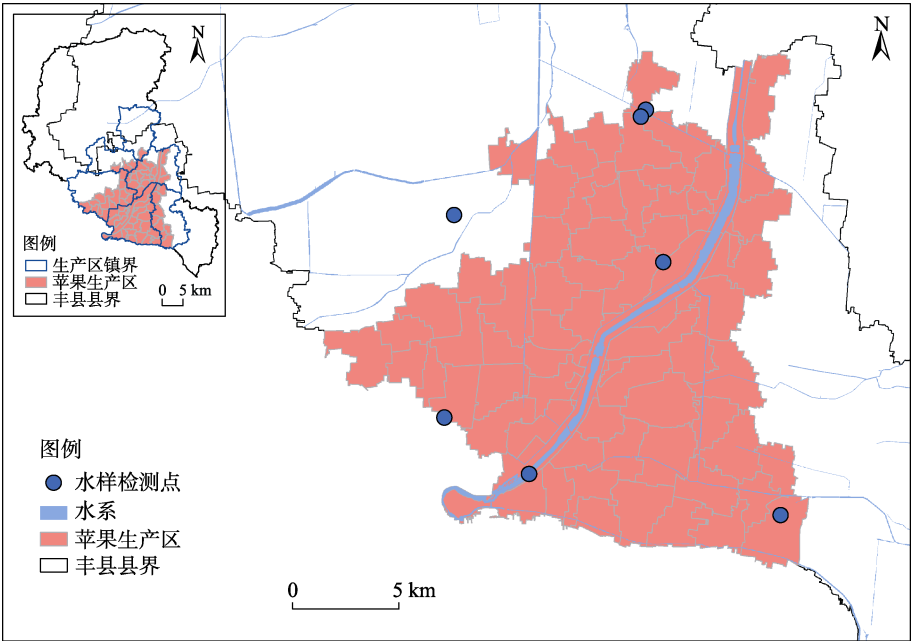 N
图例
生产区镇界
苹果生产区
丰县县界
0 5 km
N
图例
水样检测点
水系
苹果生产区
丰县县界
0 5 km